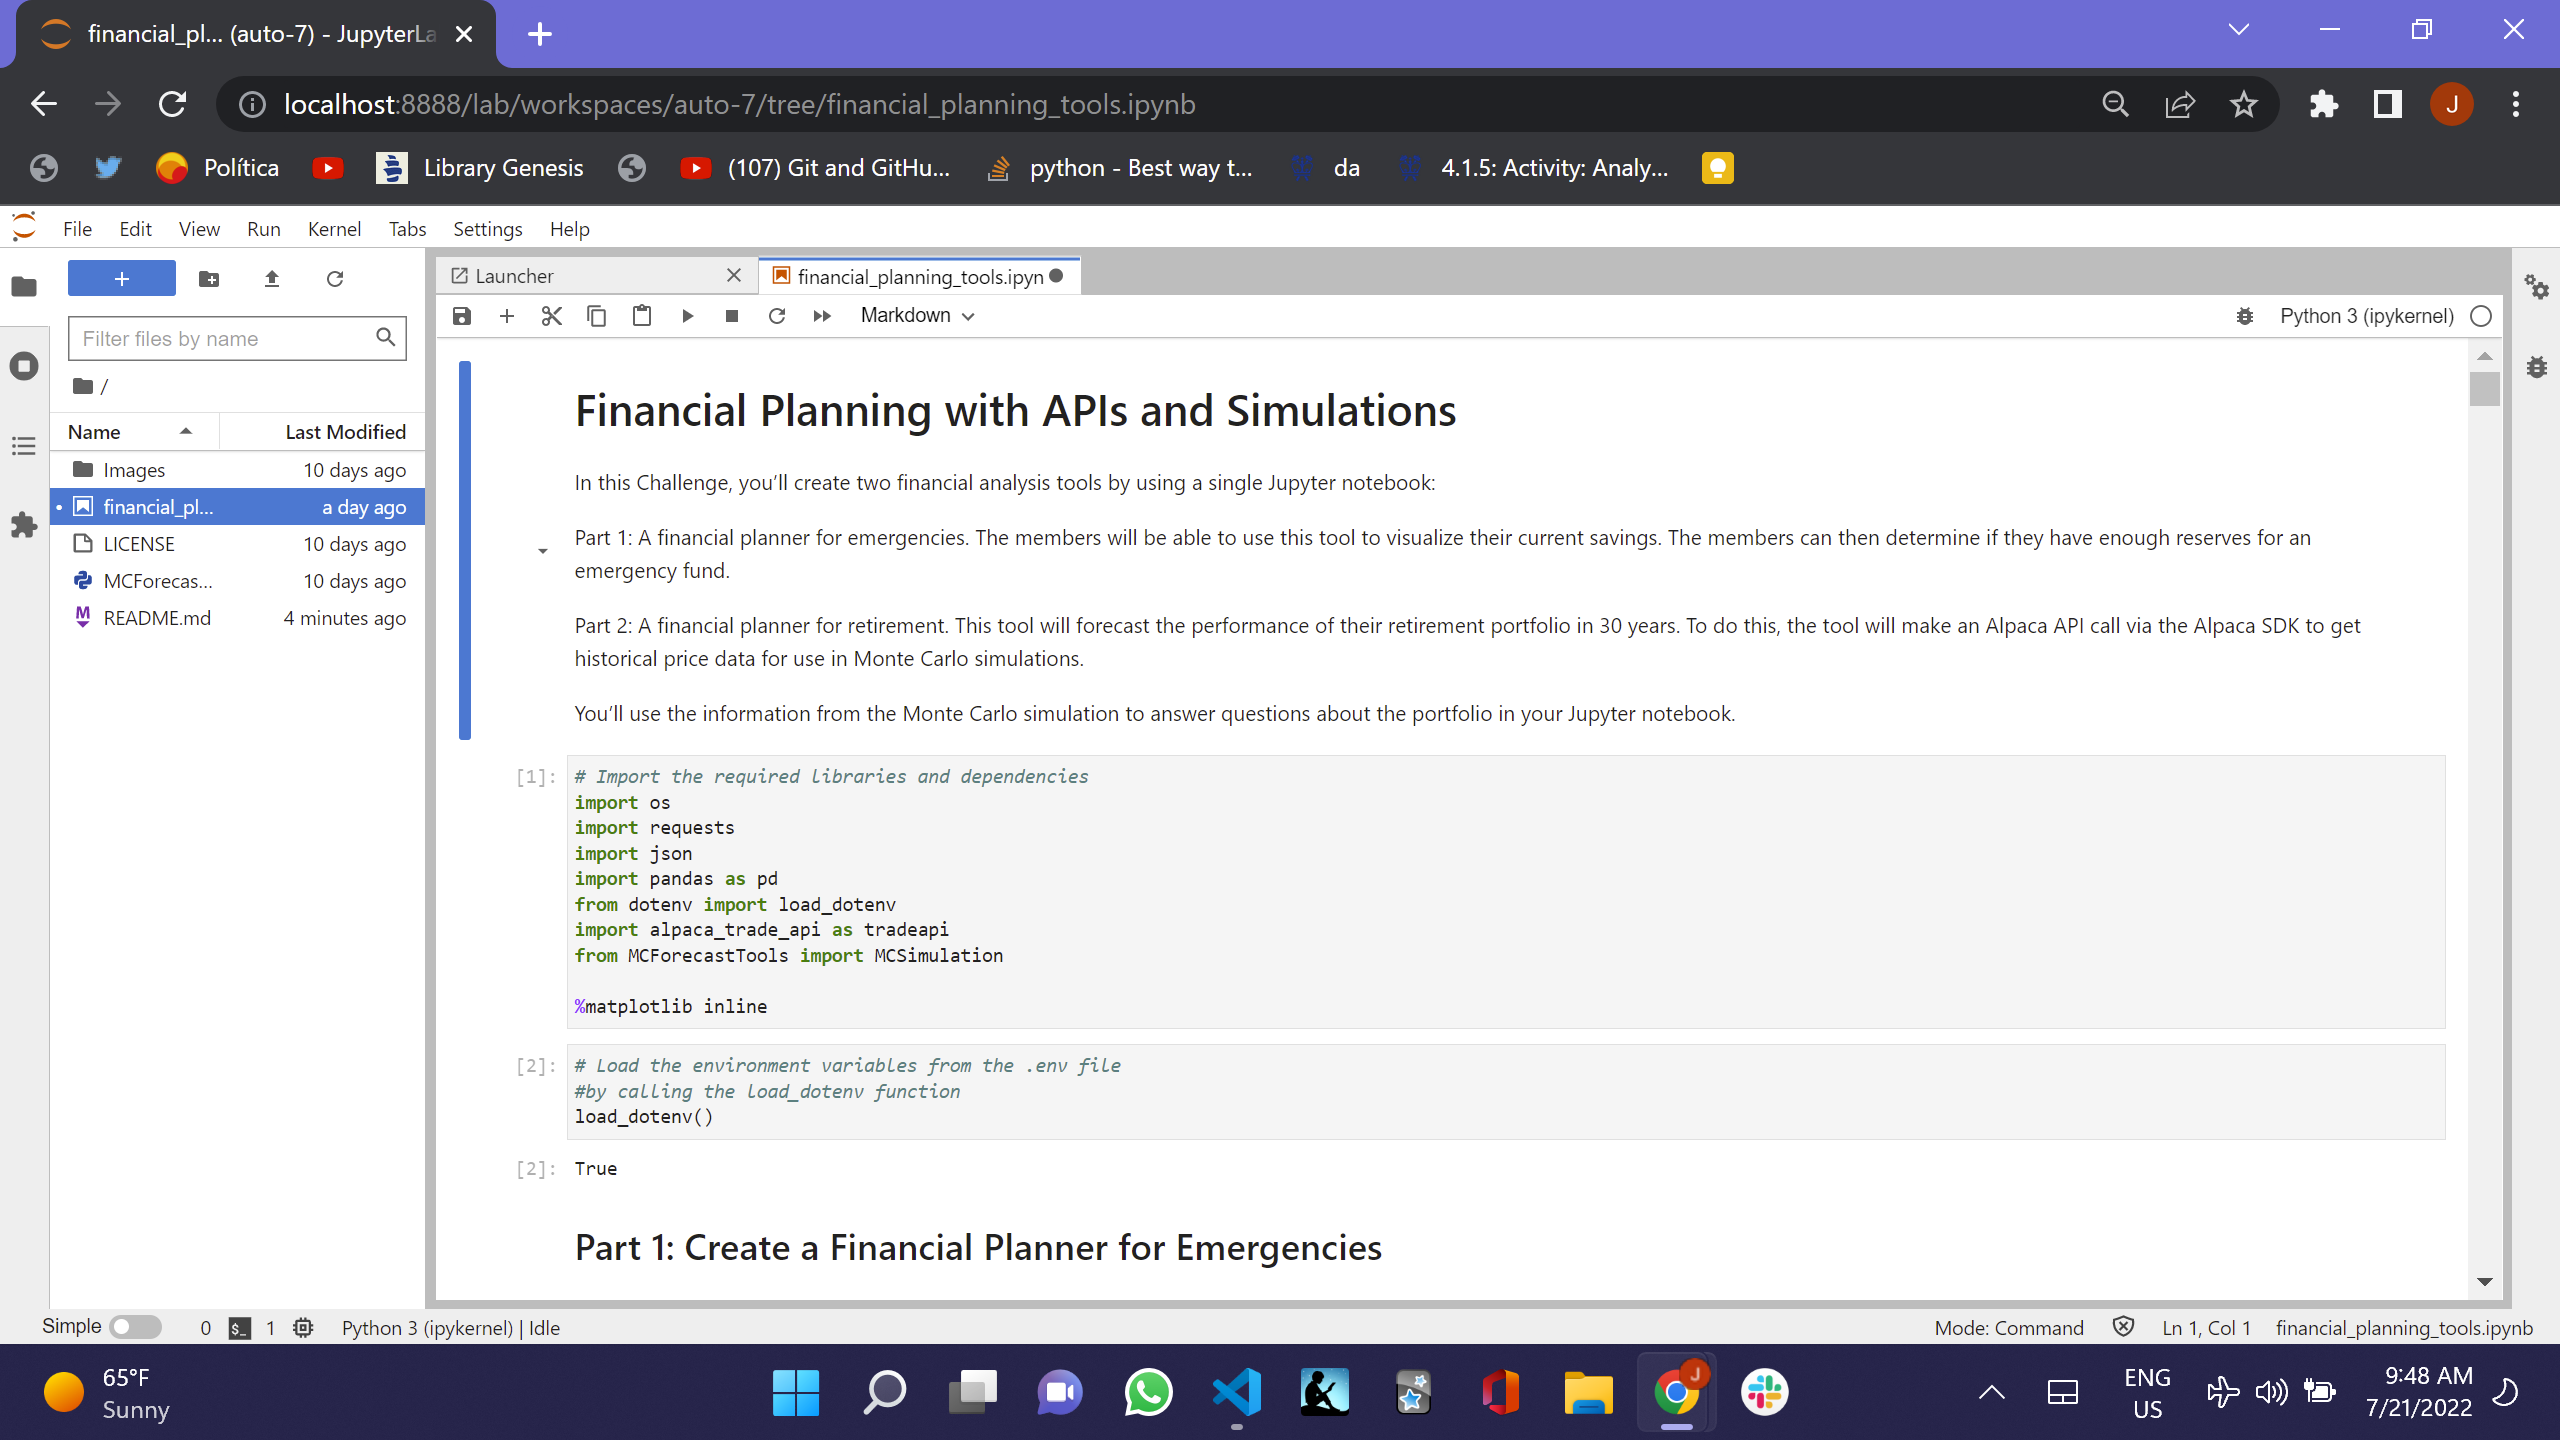 financial_pl... (auto-7) - JupyterLa
localhost:8888/lab/workspaces/auto-7/tree/financial_planning_tools.ipynb
J
Política
Library Genesis
(107) Git and GitHu...
python - Best way t...
da
4.1.5: Activity: Analy...
File Edit View Run Kernel Tabs Settings Help
Launcher
financial_planning_tools.ipyn
Markdown
Python 3 (ipykernel)
Filter files by name
/
Name Last Modified
Images 10 days ago
financial_pl... a day ago
LICENSE 10 days ago
MCForecas... 10 days ago
README.md 4 minutes ago
Financial Planning with APIs and Simulations
In this Challenge, you’ll create two financial analysis tools by using a single Jupyter notebook:
Part 1: A financial planner for emergencies. The members will be able to use this tool to visualize their current savings. The members can then determine if they have enough reserves for an
emergency fund.
Part 2: A financial planner for retirement. This tool will forecast the performance of their retirement portfolio in 30 years. To do this, the tool will make an Alpaca API call via the Alpaca SDK to get
historical price data for use in Monte Carlo simulations.
You’ll use the information from the Monte Carlo simulation to answer questions about the portfolio in your Jupyter notebook.
[1]: # Import the required libraries and dependencies
import os
import requests
import json
import pandas as pd
from dotenv import load_dotenv
import alpaca_trade_api as tradeapi
from MCForecastTools import MCSimulation
%matplotlib inline
[2]: # Load the environment variables from the .env file
#by calling the load_dotenv function
load_dotenv()
[2]: True
Part 1: Create a Financial Planner for Emergencies
Simple 0 $_ 1 Python 3 (ipykernel) | Idle
Mode: Command Ln 1, Col 1 financial_planning_tools.ipynb
65°F
Sunny
J
ENG
US
9:48 AM
7/21/2022